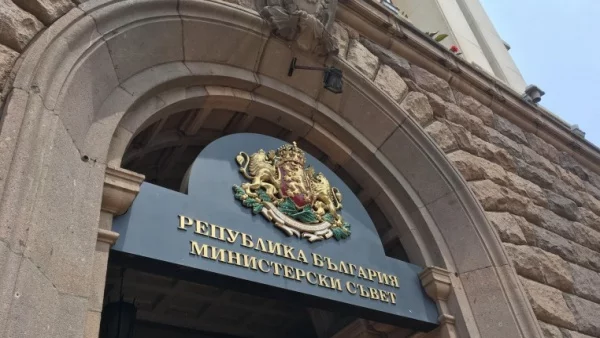 РЕПУБЛИКА БЪЛГАРИЯ
МИНИСТЕРСКИ СЪВЕТ